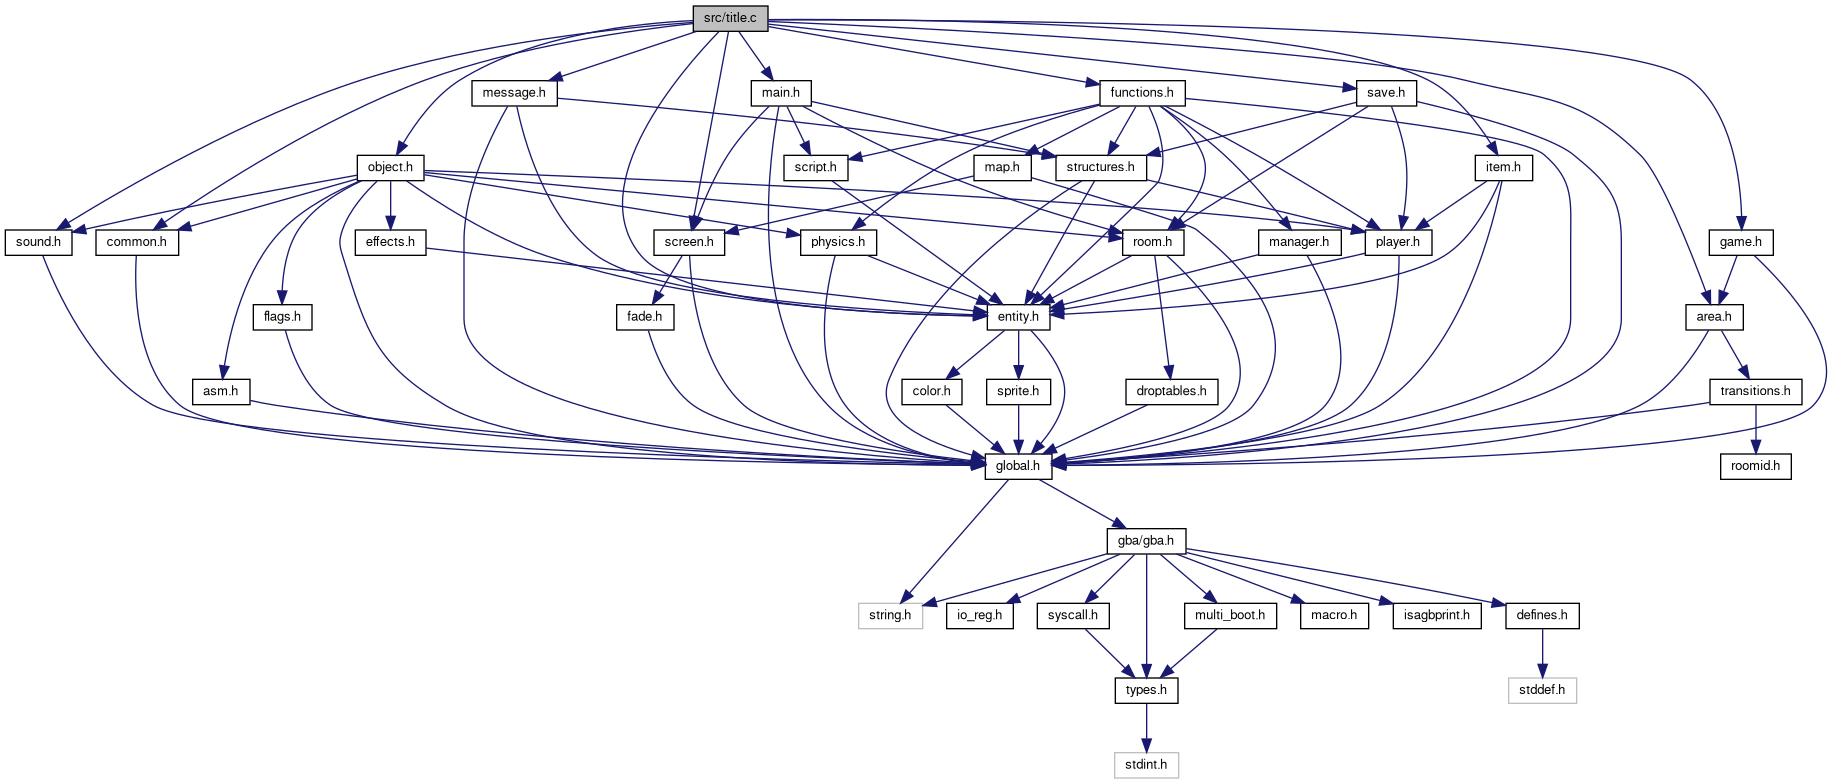 src/title.c
message.h
main.h
functions.h
save.h
object.h
script.h
map.h
structures.h
item.h
sound.h
common.h
effects.h
screen.h
physics.h
room.h
manager.h
player.h
game.h
flags.h
fade.h
entity.h
area.h
asm.h
color.h
sprite.h
droptables.h
transitions.h
global.h
roomid.h
gba/gba.h
string.h
io_reg.h
syscall.h
multi_boot.h
macro.h
isagbprint.h
defines.h
types.h
stddef.h
stdint.h